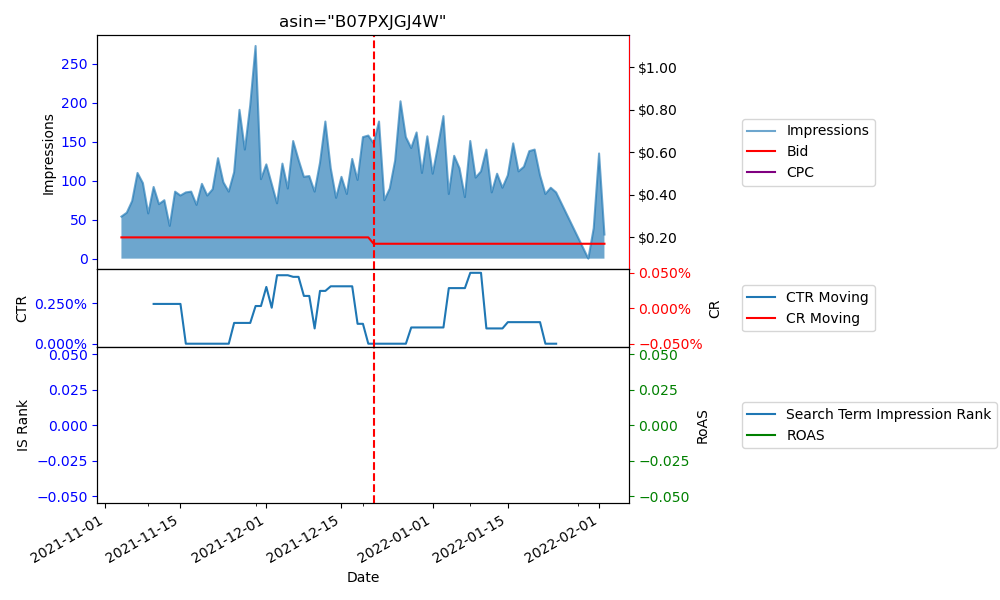 asin="B07PXJGJ4W"
Impressions
250
200
150
100
50
0
$1.00
$0.80
$0.60
$0.40
$0.20
Impressions
Bid
CPC
CTR
0.250%
0.000%
0.050%
0.000%
−0.050%
CR
CTR Moving
CR Moving
IS Rank
0.050
0.025
0.000
−0.025
−0.050
0.050
0.025
0.000
−0.025
−0.050
RoAS
Search Term Impression Rank
ROAS
2021-11-01
2021-11-15
2021-12-01
2021-12-15
2022-01-01
2022-01-15
2022-02-01
Date